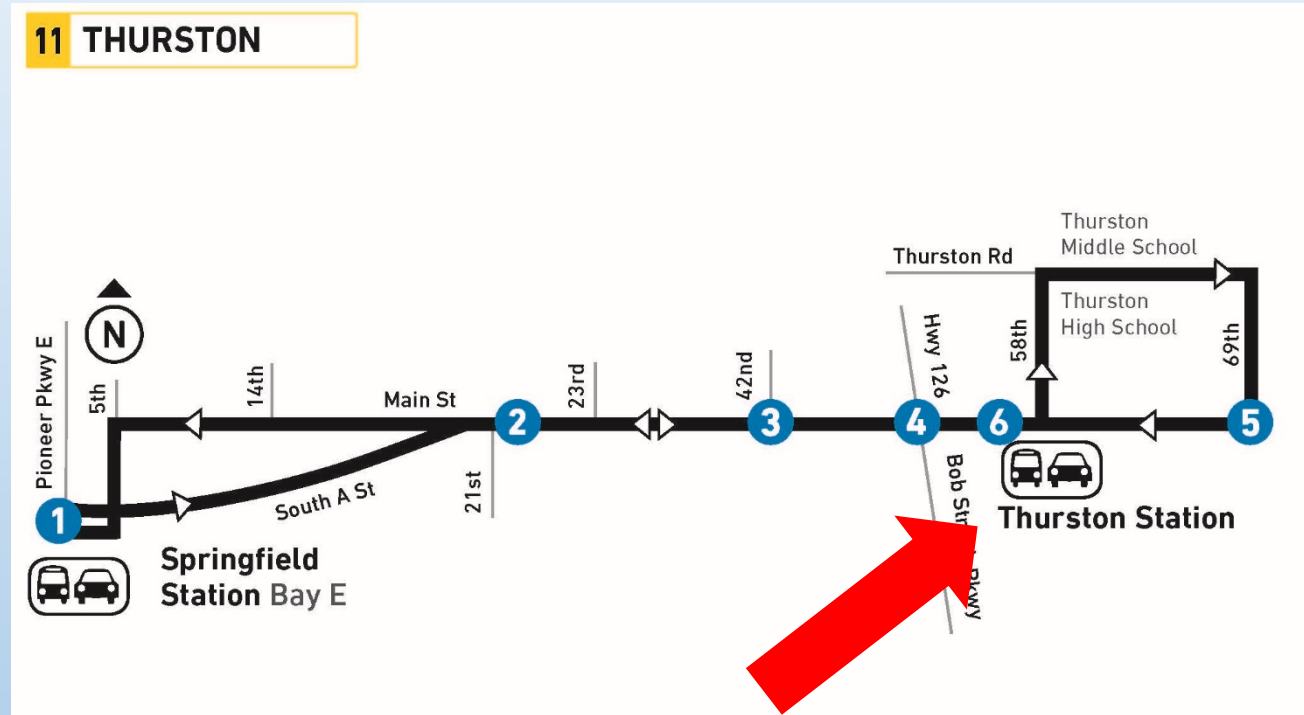 11 THURSTON
Thurston
Middle School
Thurston Rd
Thurston
High School
N
Pioneer Pkwy E
5th
14th
Main St
23rd
42nd
Hwy 126
58th
69th
2
3
4
6
5
1
South A St
21st
Bob
Pkwy
Thurston Station
Springfield
Station Bay E